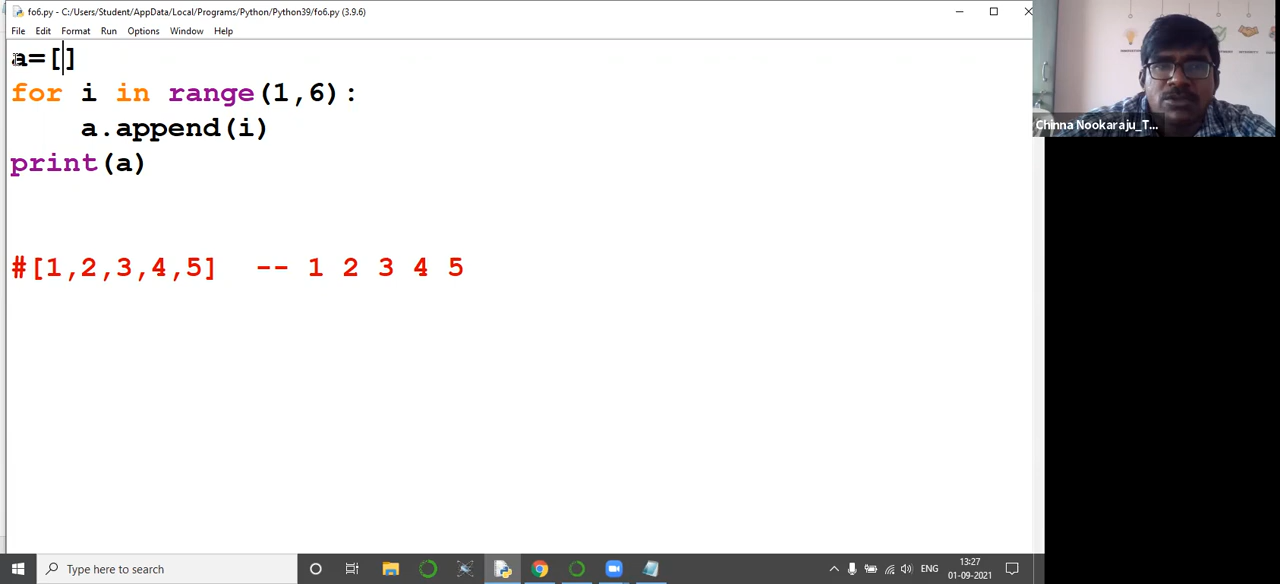 fo6.py - C:/Users/Student/AppData/Local/Programs/Python/Python39/fo6.py (3.9.6)
File Edit Format Run Options Window Help
a=[]
for i in range(1,6):
    a.append(i)
print(a)
#[1,2,3,4,5]  -- 1 2 3 4 5
Chinna Nookaraju_T...
Type here to search
ENG
13:27
01-09-2021